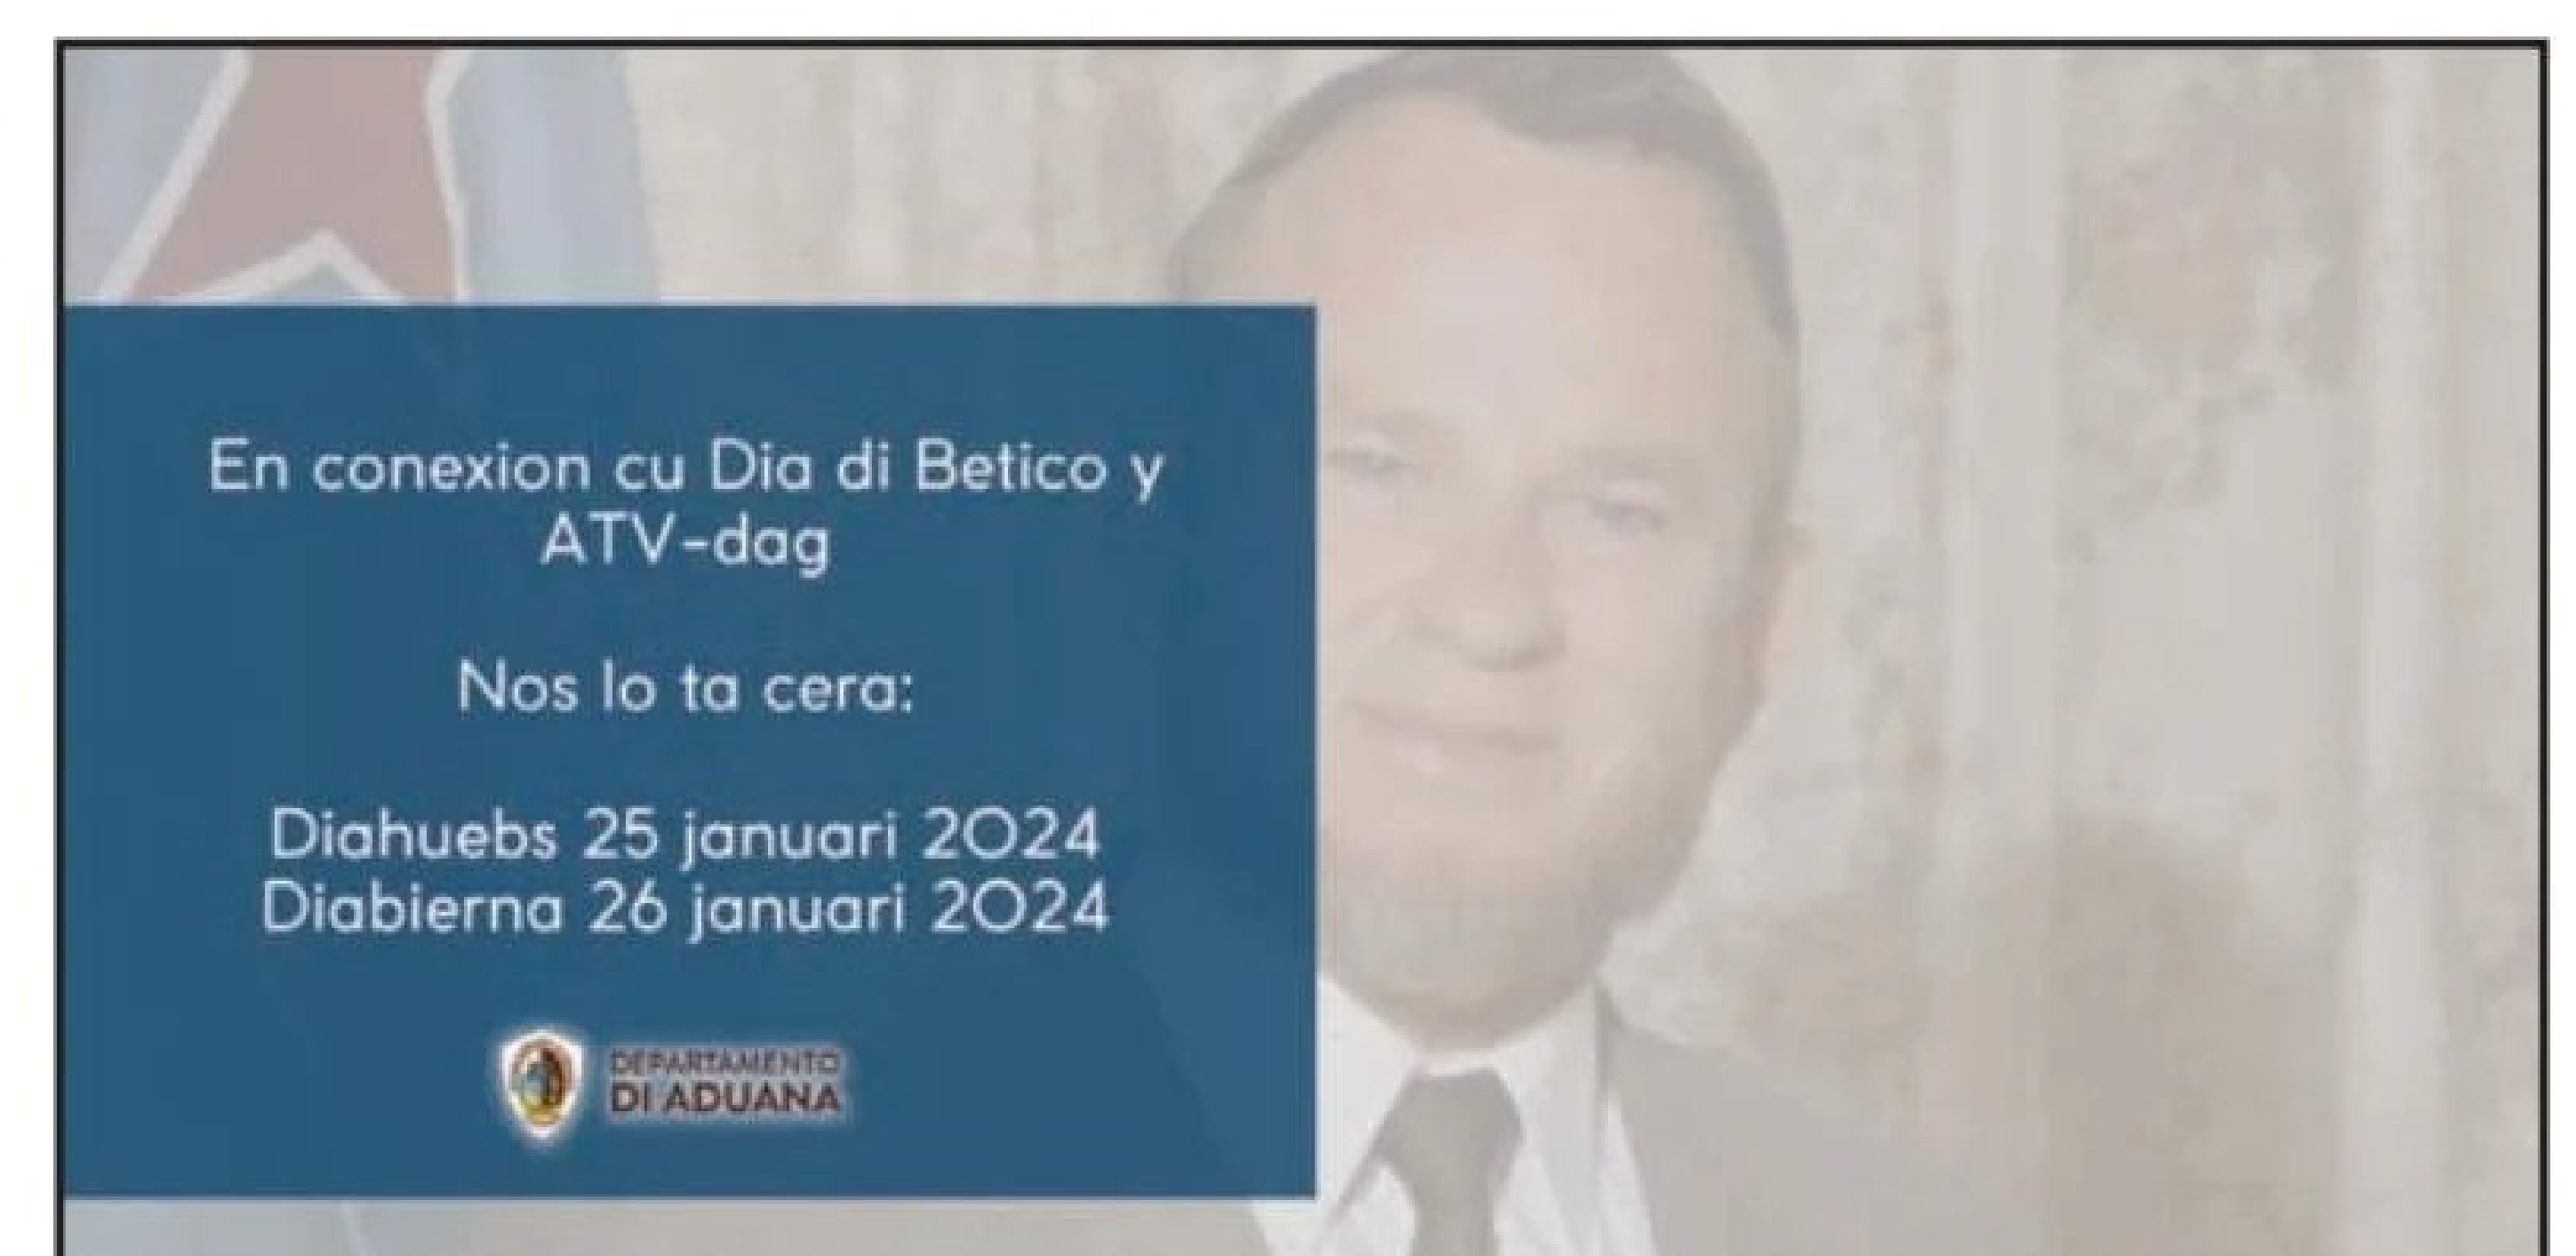 En conexion cu Dia di Betico y
ATV-dag
Nos lo ta cera:
Diahuebs 25 januari 2024
Diabierna 26 januari 2024
DEPARTAMENTO
DI ADUANA